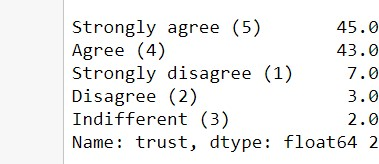 Strongly agree (5) 45.0
Agree (4) 43.0
Strongly disagree (1) 7.0
Disagree (2) 3.0
Indifferent (3) 2.0
Name: trust, dtype: float64 2